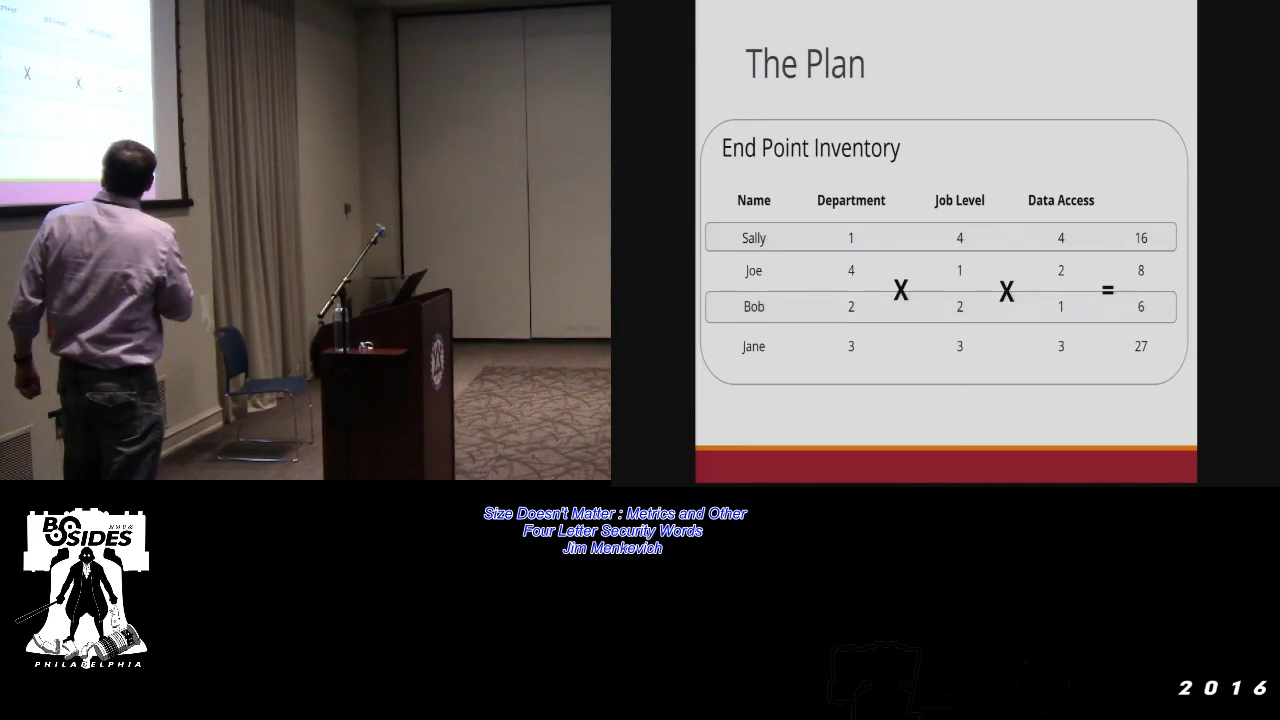 The Plan
End Point Inventory
Name Department Job Level Data Access
Sally 1 4 4 16
Joe 4 1 2 8
X X =
Bob 2 2 1 6
Jane 3 3 3 27
X X =
Size Doesn't Matter : Metrics and Other
Four Letter Security Words
Jim Menkevich
BSIDES
PHILADELPHIA
2016